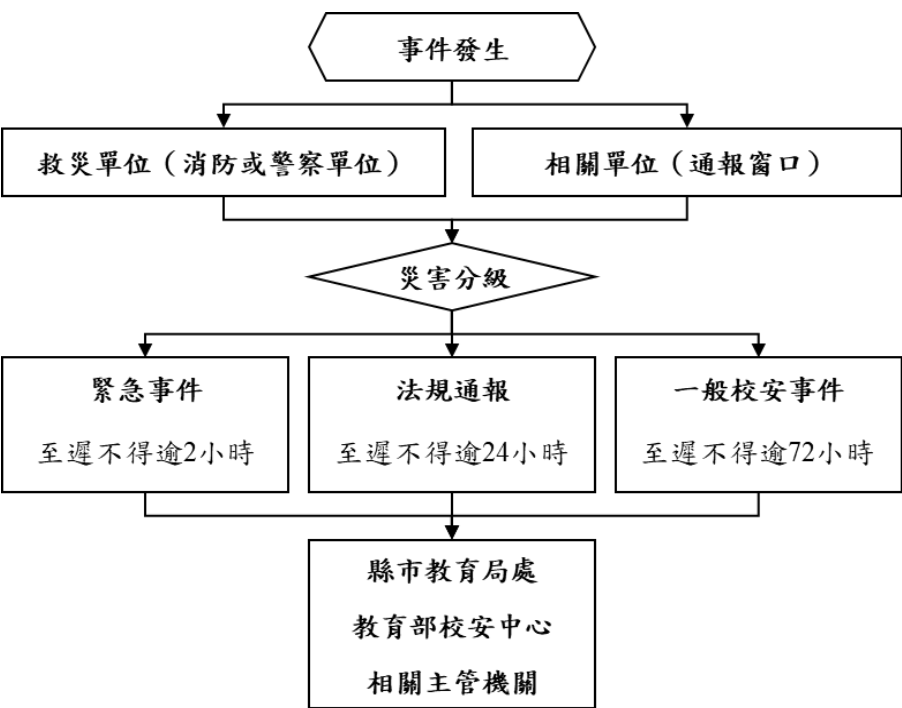 事件發生
救災單位（消防或警察單位）
相關單位（通報窗口）
災害分級
緊急事件
至遲不得逾2小時
法規通報
至遲不得逾24小時
一般校安事件
至遲不得逾72小時
縣市教育局處
教育部校安中心
相關主管機關